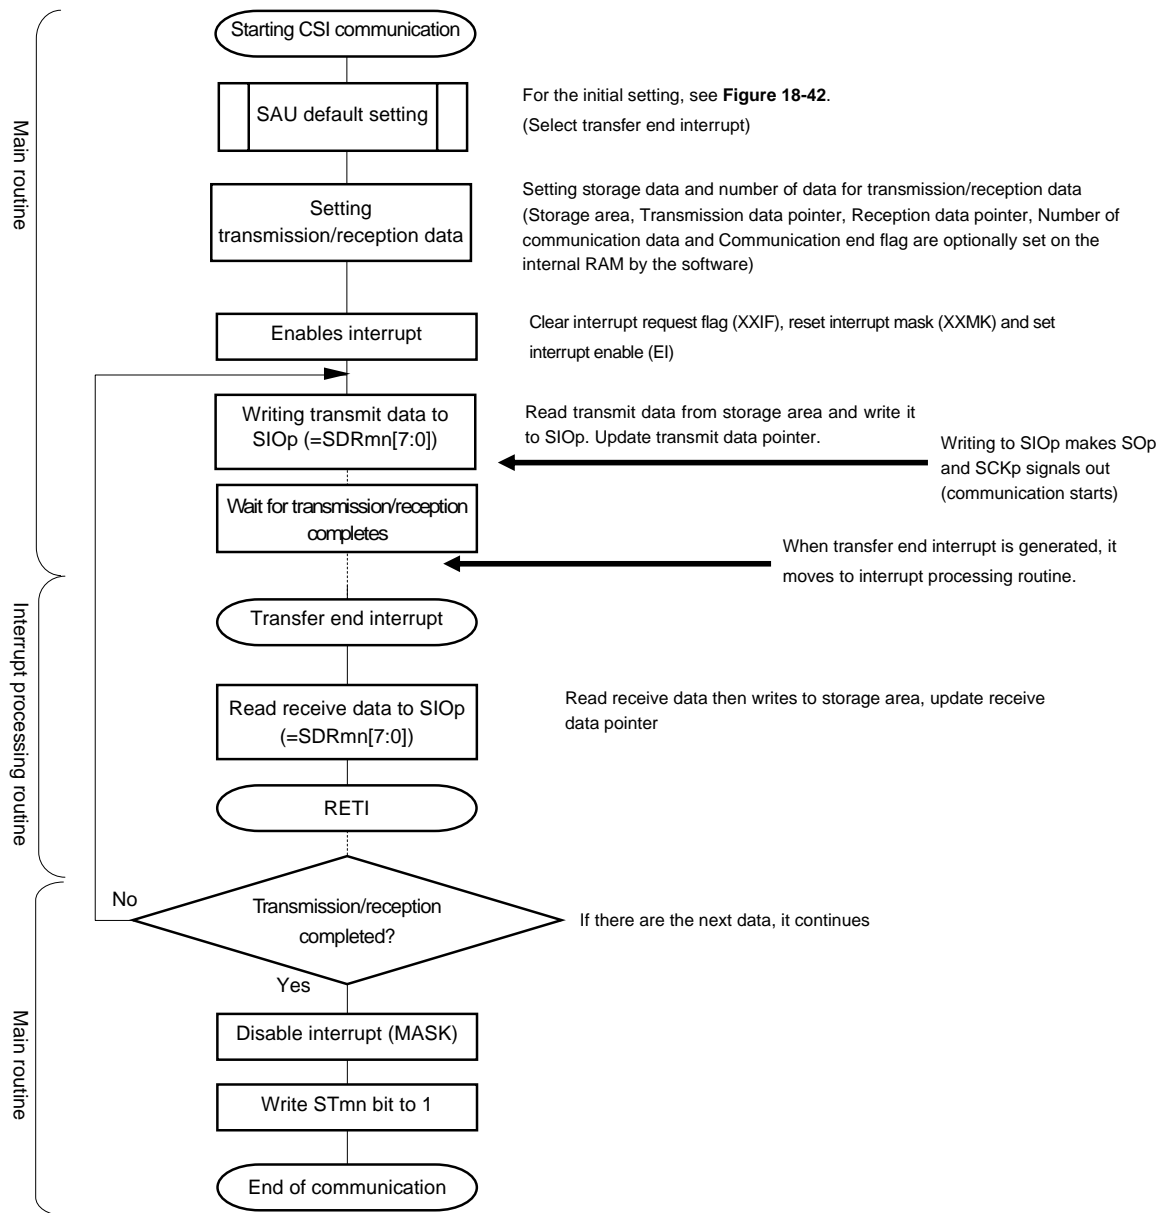 Starting CSI communication
SAU default setting
For the initial setting, see Figure 18-42.
(Select transfer end interrupt)
Main routine
Setting
transmission/reception data
Setting storage data and number of data for transmission/reception data
(Storage area, Transmission data pointer, Reception data pointer, Number of
communication data and Communication end flag are optionally set on the
internal RAM by the software)
Enables interrupt
Clear interrupt request flag (XXIF), reset interrupt mask (XXMK) and set
interrupt enable (EI)
Writing transmit data to
SIOp (=SDRmn[7:0])
Read transmit data from storage area and write it
to SIOp. Update transmit data pointer.
Writing to SIOp makes SOp
and SCKp signals out
(communication starts)
Wait for transmission/reception
completes
When transfer end interrupt is generated, it
moves to interrupt processing routine.
Interrupt processing routine
Transfer end interrupt
Read receive data to SIOp
(=SDRmn[7:0])
Read receive data then writes to storage area, update receive
data pointer
RETI
No
Transmission/reception
completed?
If there are the next data, it continues
Yes
Main routine
Disable interrupt (MASK)
Write STmn bit to 1
End of communication